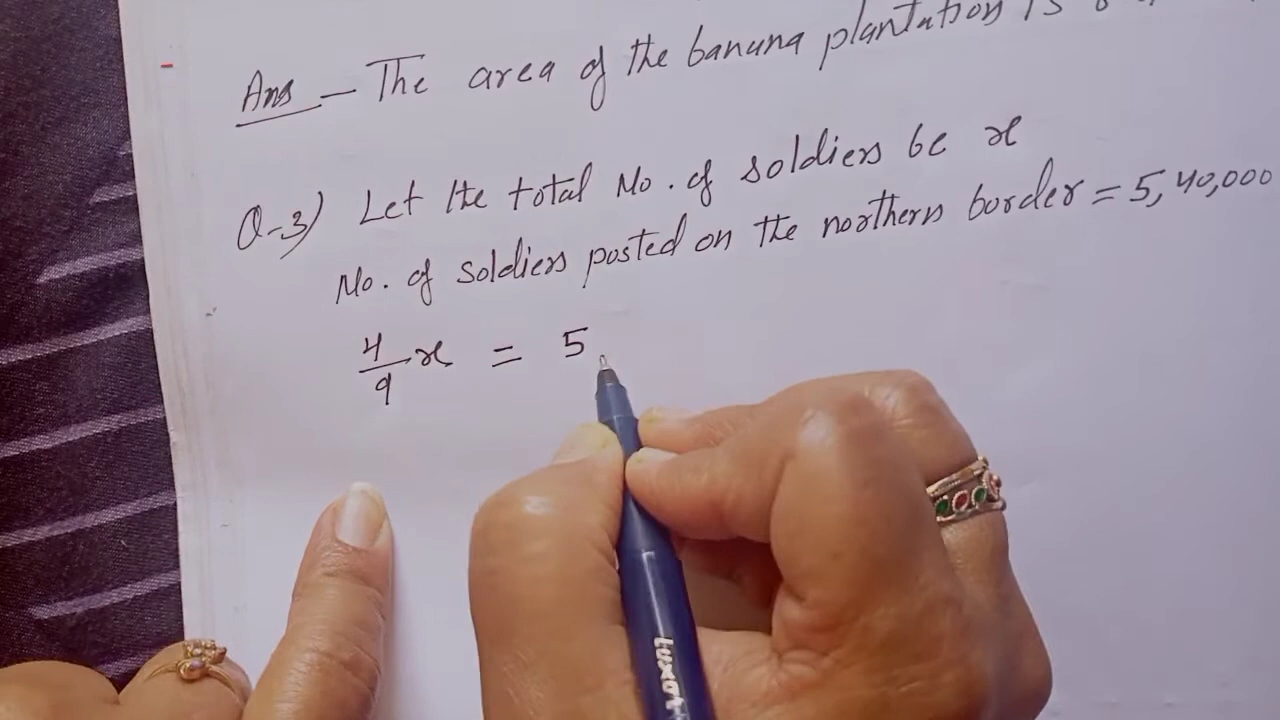 Ans - The area of the banana plantation is
Q-3) Let the total No. of soldiers be x
No. of soldiers posted on the northern border = 5,40,000
4/9 x = 5